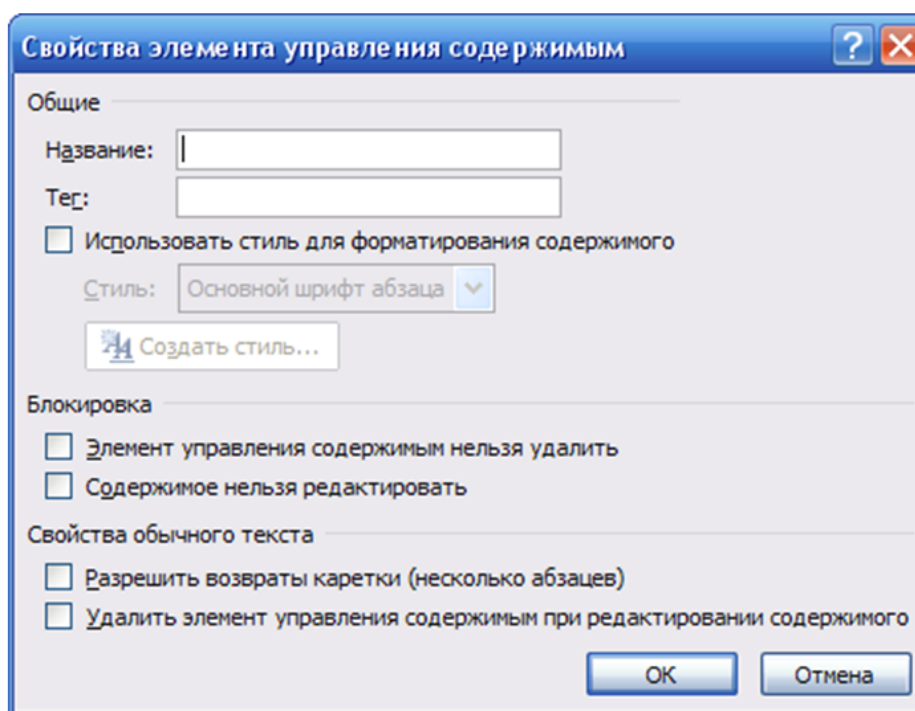 Свойства элемента управления содержимым
Общие
Название:
Тег:
Использовать стиль для форматирования содержимого
Стиль: Основной шрифт абзаца
Создать стиль...
Блокировка
Элемент управления содержимым нельзя удалить
Содержимое нельзя редактировать
Свойства обычного текста
Разрешить возвраты каретки (несколько абзацев)
Удалить элемент управления содержимым при редактировании содержимого
ОК Отмена